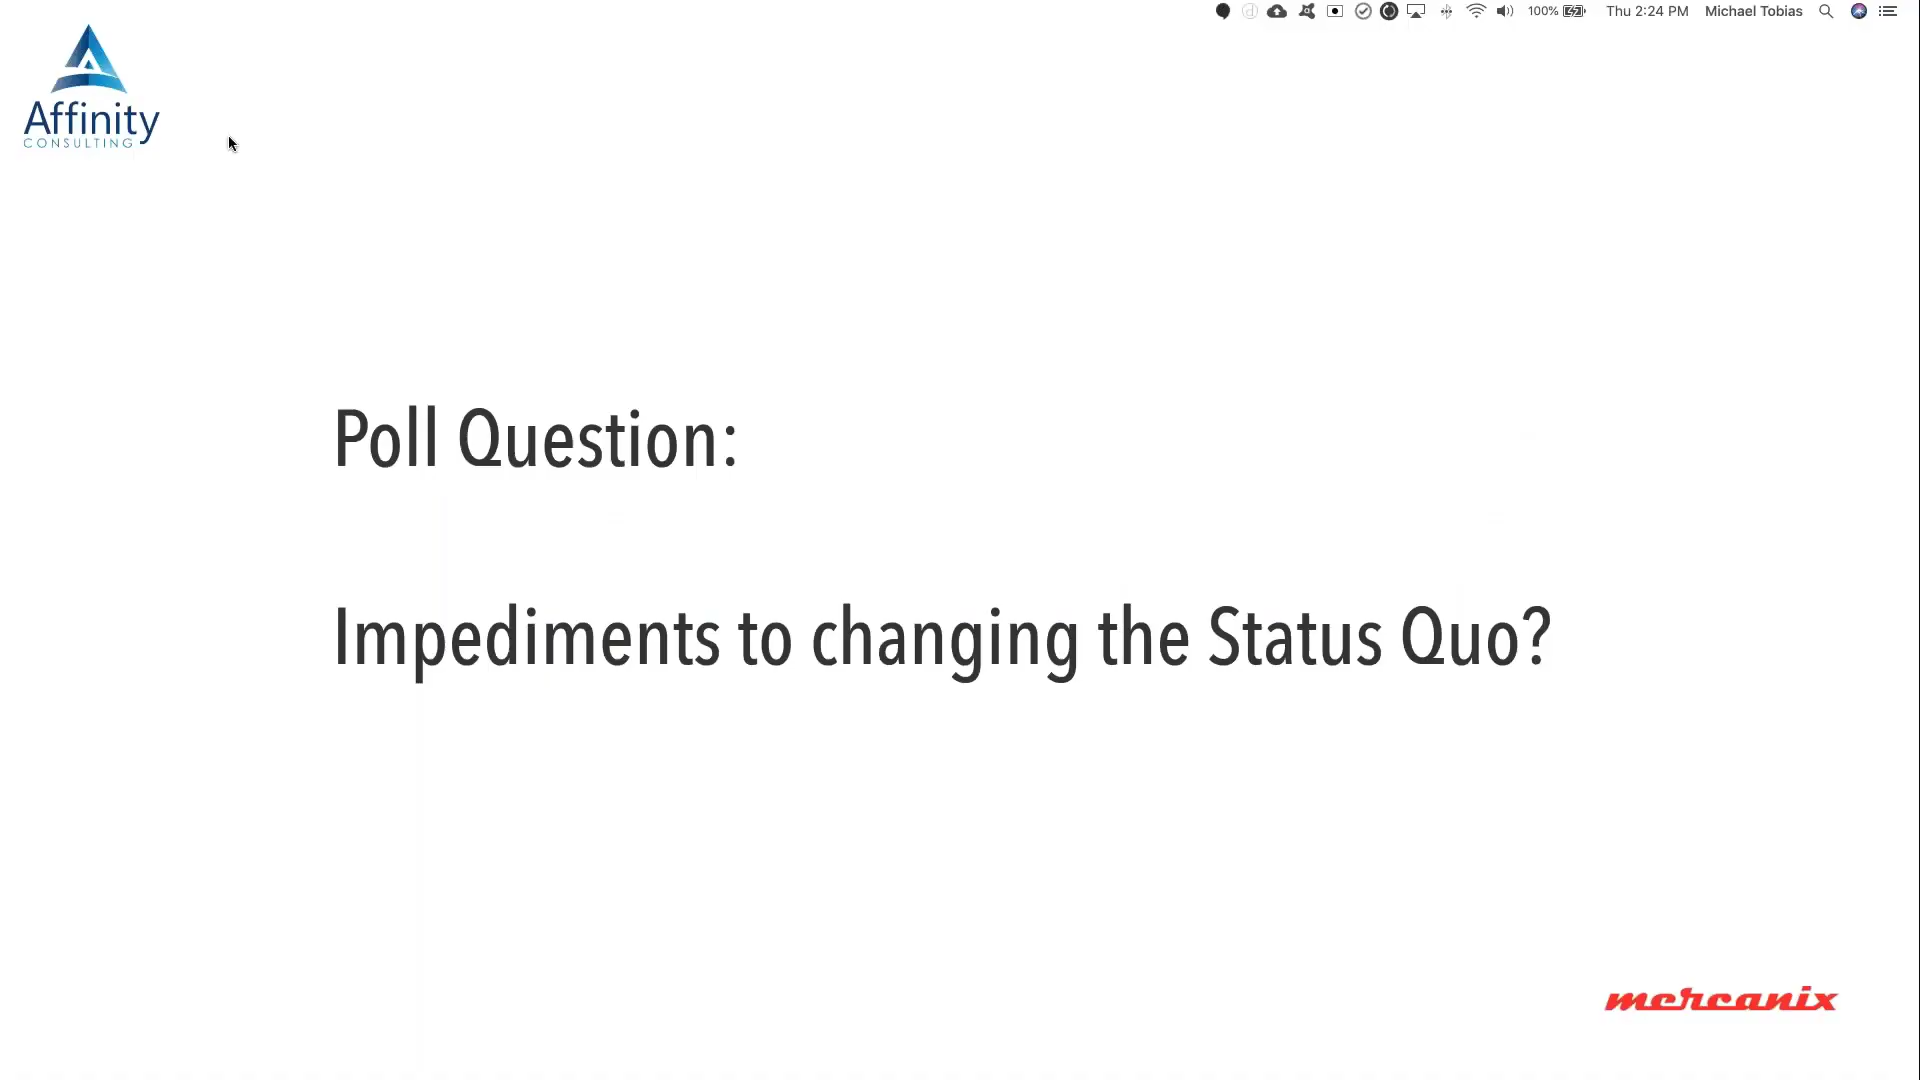 100% Thu 2:24 PM Michael Tobias
Affinity
CONSULTING
Poll Question:
Impediments to changing the Status Quo?
mercanix